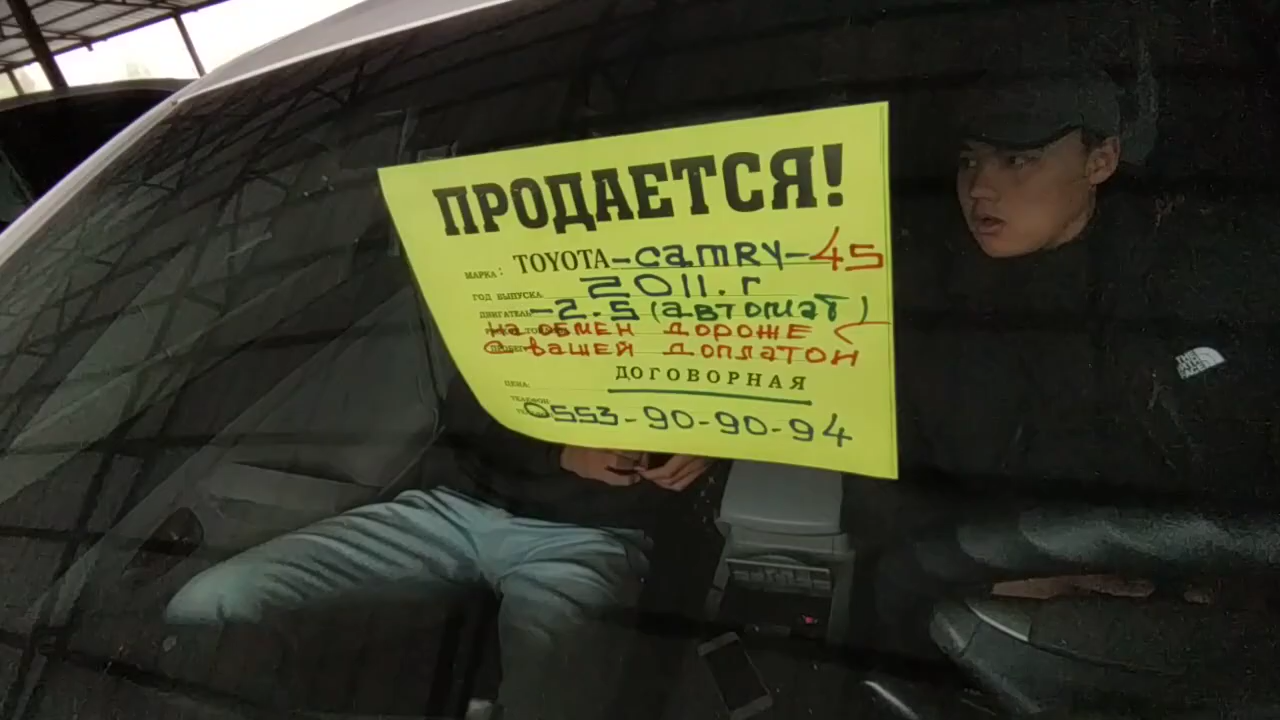 ПРОДАЕТСЯ!
МАРКА: TOYOTA-CAMRY-45
ГОД ВЫПУСКА 2011.г
ДВИГАТЕЛЬ -2.5 (автомат)
на обмен дороже
с вашей доплатой
ЦЕНА: ДОГОВОРНАЯ
ТЕЛЕФОН:
0553-90-90-94
THE NORTH FACE